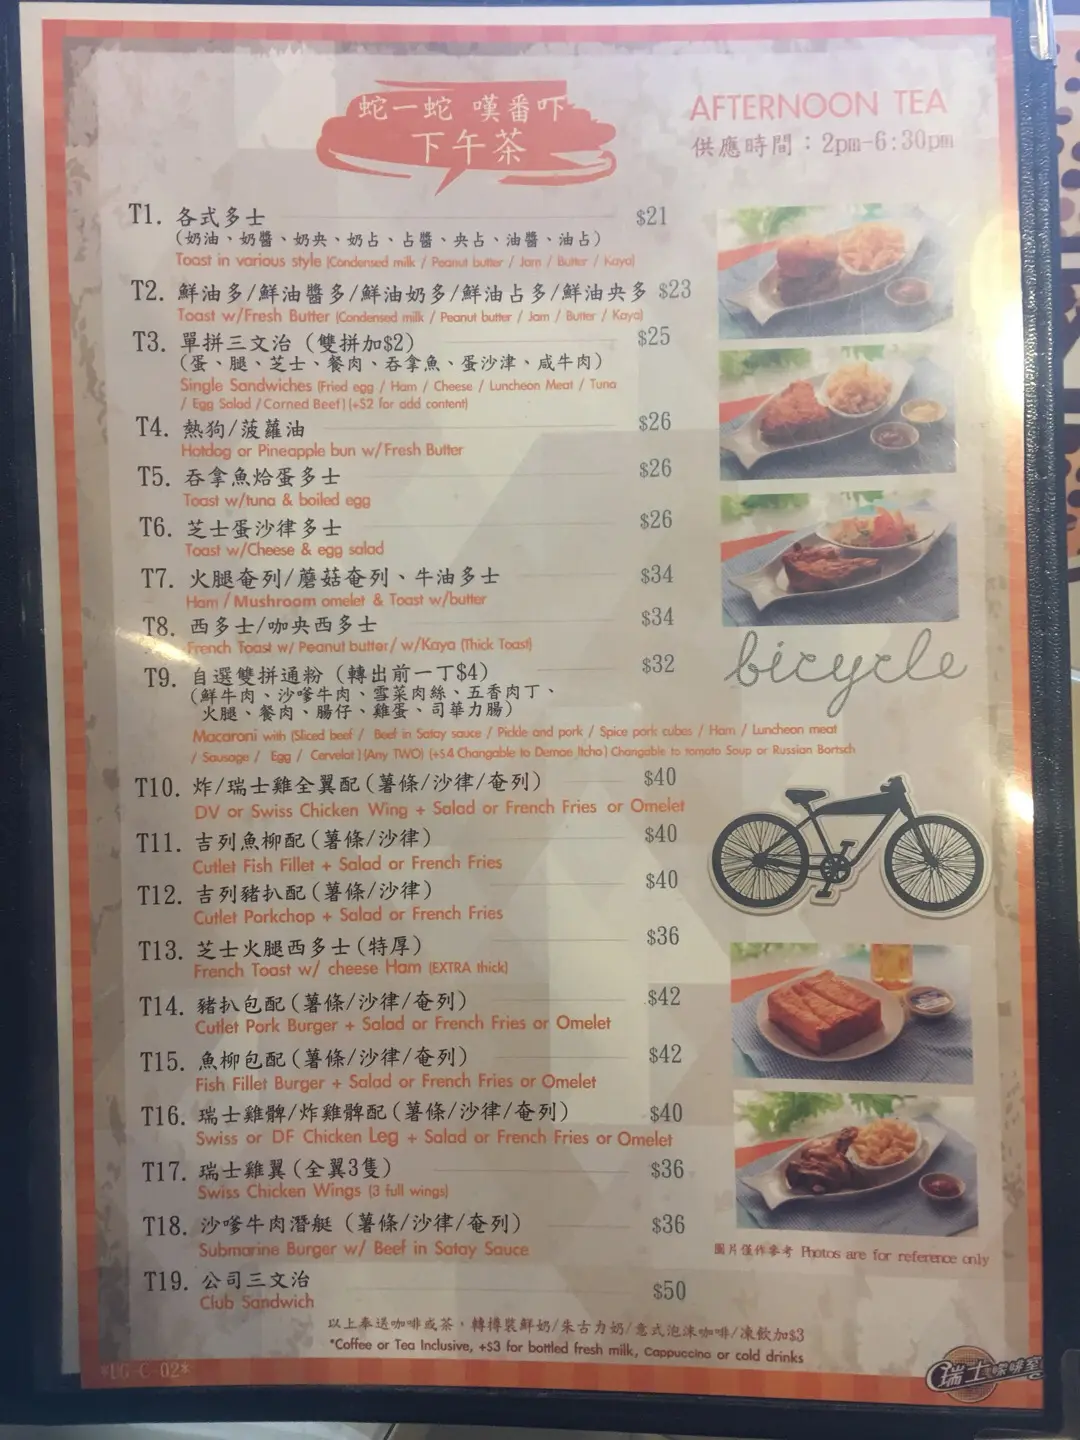 蛇一蛇 嘆番吓
下午茶
AFTERNOON TEA
供應時間：2pm-6:30pm
T1. 各式多士 $21
(奶油、奶醬、奶央、奶占、占醬、央占、油醬、油占)
Toast in various style (Condensed milk / Peanut butter / Jam / Butter / Kaya)
T2. 鮮油多/鮮油醬多/鮮油奶多/鮮油占多/鮮油央多 $23
Toast w/Fresh Butter (Condensed milk / Peanut butter / Jam / Butter / Kaya)
T3. 單拼三文治 (雙拼加$2) $25
(蛋、腿、芝士、餐肉、吞拿魚、蛋沙津、咸牛肉)
Single Sandwiches (Fried egg / Ham / Cheese / Luncheon Meat / Tuna
/ Egg Salad / Corned Beef) (+$2 for add content)
T4. 熱狗/菠蘿油 $26
Hotdog or Pineapple bun w/Fresh Butter
T5. 吞拿魚烚蛋多士 $26
Toast w/tuna & boiled egg
T6. 芝士蛋沙律多士 $26
Toast w/Cheese & egg salad
T7. 火腿奄列/蘑菇奄列、牛油多士 $34
Ham / Mushroom omelet & Toast w/butter
T8. 西多士/咖央西多士 $34
French Toast w/ Peanut butter/ w/Kaya (Thick Toast)
T9. 自選雙拼通粉 (轉出前一丁$4) $32
(鮮牛肉、沙嗲牛肉、雪菜肉絲、五香肉丁、
火腿、餐肉、腸仔、雞蛋、司華力腸)
Macaroni with (Sliced beef / Beef in Satay sauce / Pickle and pork / Spice pork cubes / Ham / Luncheon meat
/ Sausage / Egg / Cervelat) (Any TWO) (+$4 Changable to Demae Itcho) Changable to tomato Soup or Russian Bortsch
bicycle
T10. 炸/瑞士雞全翼配(薯條/沙律/奄列) $40
DV or Swiss Chicken Wing + Salad or French Fries or Omelet
T11. 吉列魚柳配(薯條/沙律) $40
Cutlet Fish Fillet + Salad or French Fries
T12. 吉列豬扒配(薯條/沙律) $40
Cutlet Porkchop + Salad or French Fries
T13. 芝士火腿西多士(特厚) $36
French Toast w/ cheese Ham (EXTRA thick)
T14. 豬扒包配(薯條/沙律/奄列) $42
Cutlet Pork Burger + Salad or French Fries or Omelet
T15. 魚柳包配(薯條/沙律/奄列) $42
Fish Fillet Burger + Salad or French Fries or Omelet
T16. 瑞士雞髀/炸雞髀配(薯條/沙律/奄列) $40
Swiss or DF Chicken Leg + Salad or French Fries or Omelet
T17. 瑞士雞翼(全翼3隻) $36
Swiss Chicken Wings (3 full wings)
T18. 沙嗲牛肉潛艇 (薯條/沙律/奄列) $36
Submarine Burger w/ Beef in Satay Sauce
圖片僅作參考 Photos are for reference only
T19. 公司三文治 $50
Club Sandwich
以上奉送咖啡或茶，轉樽裝鮮奶/朱古力奶/意式泡沫咖啡/凍飲加$3
*Coffee or Tea Inclusive, +$3 for bottled fresh milk, Cappuccino or cold drinks
*LG-C-02*
瑞士咖啡室